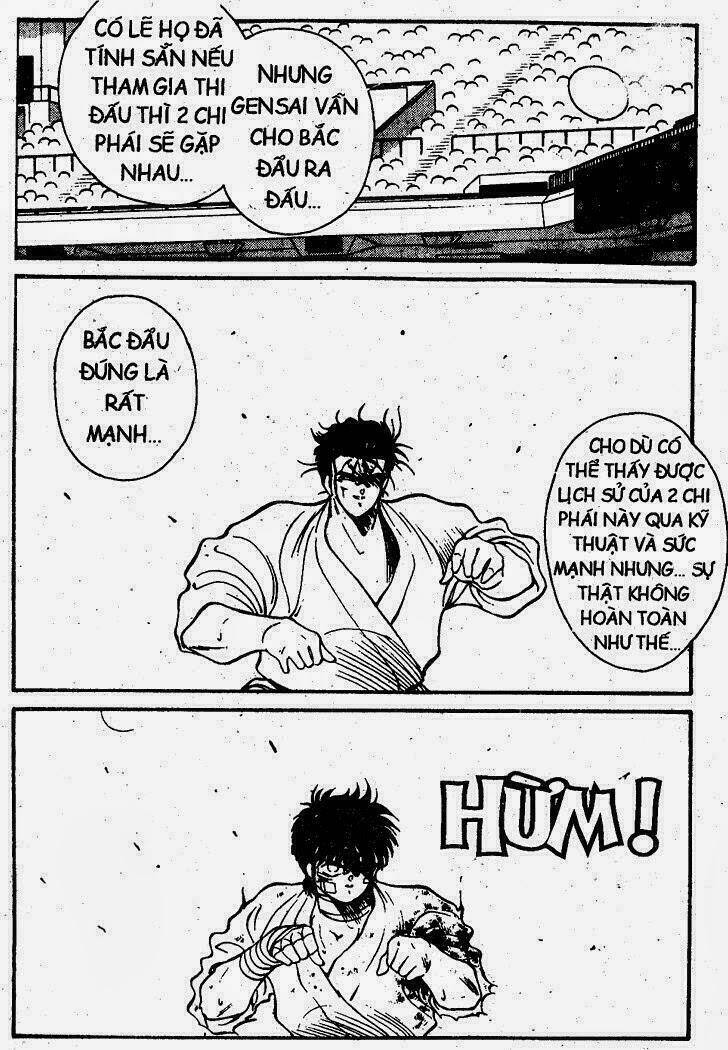 CÓ LẼ HỌ ĐÃ
TÍNH SẴN NẾU
THAM GIA THI
ĐẤU THÌ 2 CHI
PHÁI SẼ GẶP
NHAU...
NHƯNG
GENSAI VẪN
CHO BẮC
ĐẨU RA
ĐẤU...
BẮC ĐẨU
ĐÚNG LÀ
RẤT
MẠNH...
CHO DÙ CÓ
THỂ THẤY ĐƯỢC
LỊCH SỬ CỦA 2 CHI
PHÁI NÀY QUA KỸ
THUẬT VÀ SỨC
MẠNH NHƯNG... SỰ
THẬT KHÔNG
HOÀN TOÀN
NHƯ THẾ...
HỪM!